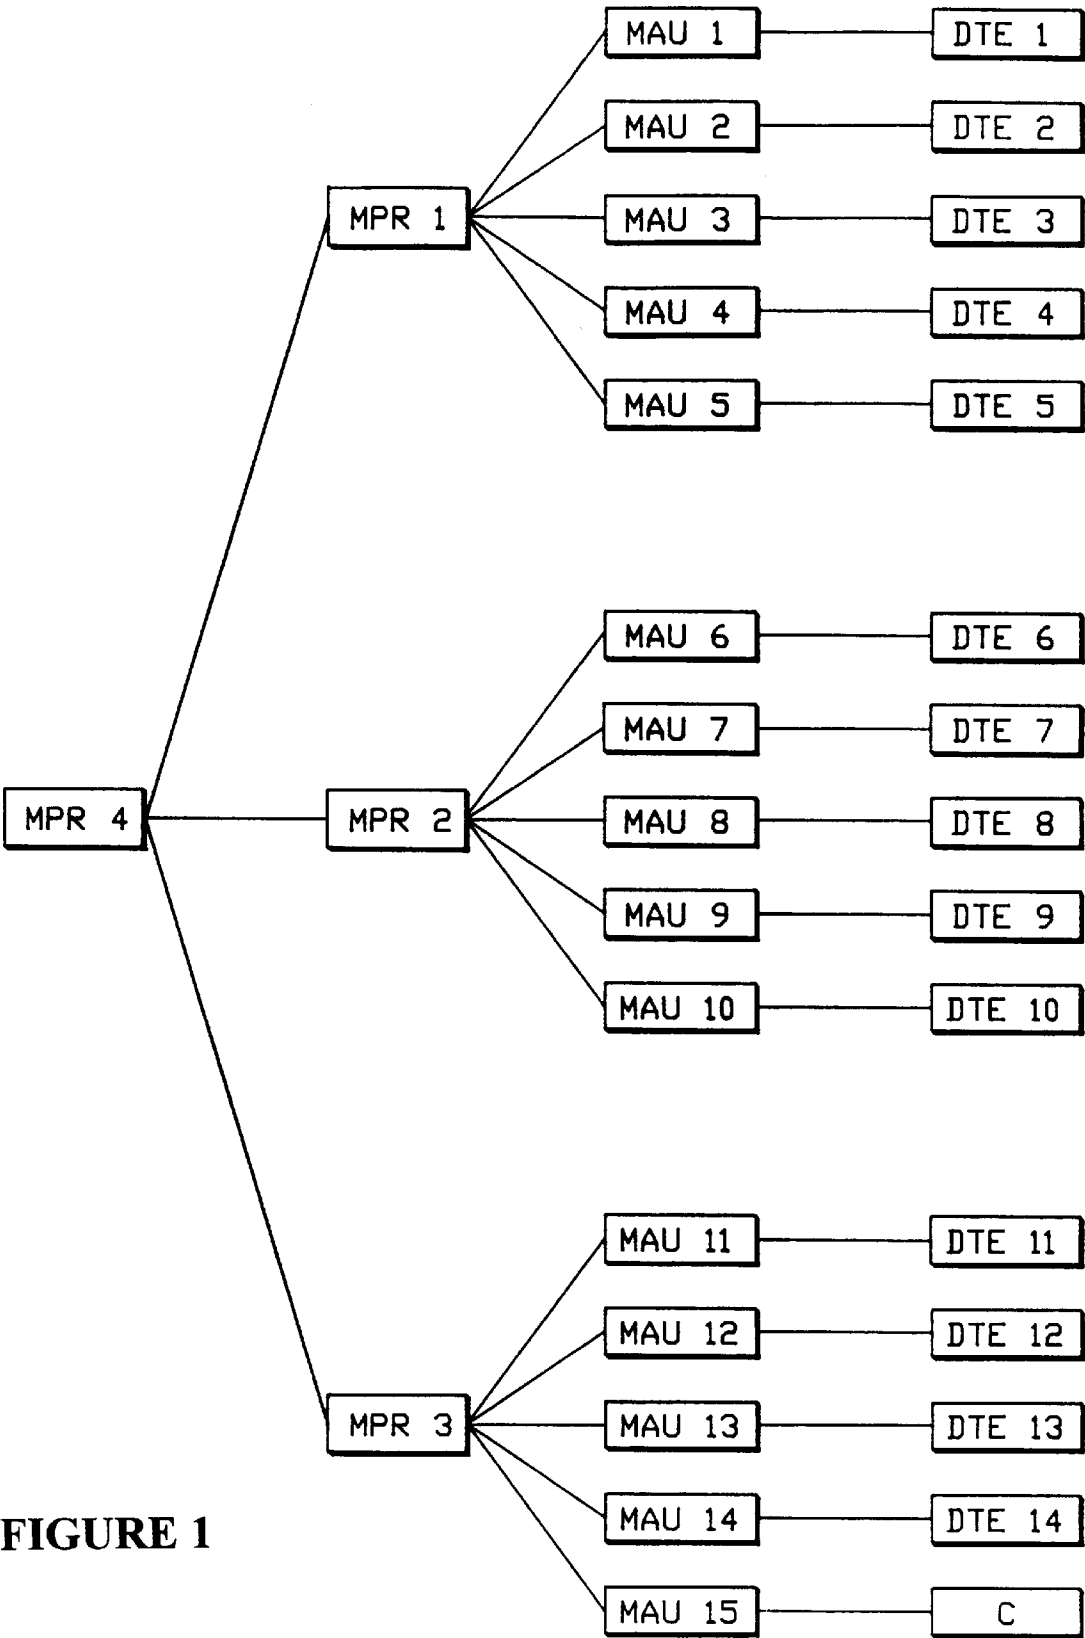 MAU 1
DTE 1
MAU 2
DTE 2
MPR 1
MAU 3
DTE 3
MAU 4
DTE 4
MAU 5
DTE 5
MAU 6
DTE 6
MAU 7
DTE 7
MPR 4
MPR 2
MAU 8
DTE 8
MAU 9
DTE 9
MAU 10
DTE 10
MAU 11
DTE 11
MAU 12
DTE 12
MPR 3
MAU 13
DTE 13
MAU 14
DTE 14
FIGURE 1
MAU 15
C